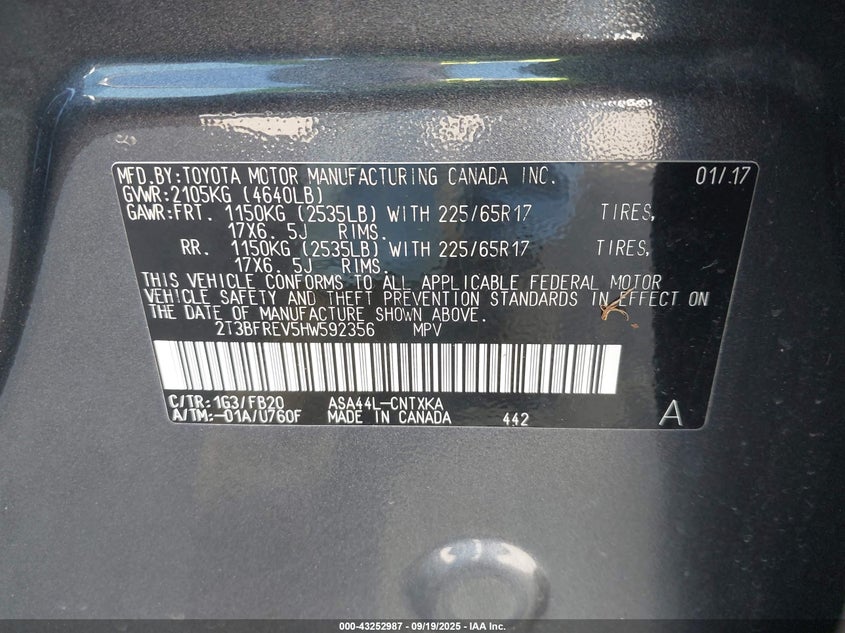 MFD.BY:TOYOTA MOTOR MANUFACTURING CANADA INC. 01/17
GVWR:2105KG (4640LB)
GAWR:FRT. 1150KG (2535LB) WITH 225/65R17 TIRES,
17X6. 5J RIMS.
RR. 1150KG (2535LB) WITH 225/65R17 TIRES,
17X6. 5J RIMS.
THIS VEHICLE CONFORMS TO ALL APPLICABLE FEDERAL MOTOR
VEHICLE SAFETY AND THEFT PREVENTION STANDARDS IN EFFECT ON
THE DATE OF MANUFACTURE SHOWN ABOVE.
2T3BFREV5HW592356 MPV
C/TR:1G3/FB20 ASA44L-CNTXKA
A/TM:-01A/U760F MADE IN CANADA 442 A
000-43252987 - 09/19/2025 - IAA Inc.